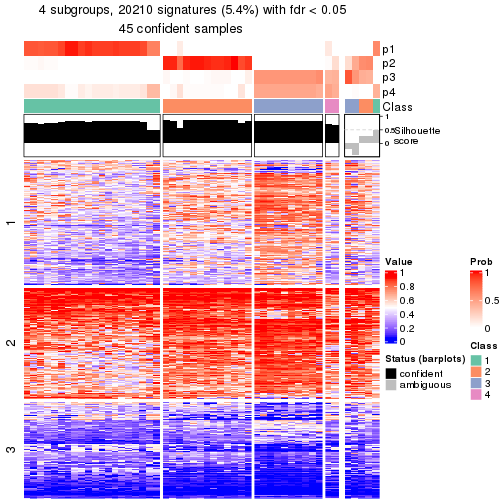 4 subgroups, 20210 signatures (5.4%) with fdr < 0.05
45 confident samples
p1
p2
p3
p4
Class
1
0.5
0
Silhouette
score
1
2
3
Value
1
0.8
0.6
0.4
0.2
0
Prob
1
0.5
0
Status (barplots)
confident
ambiguous
Class
1
2
3
4